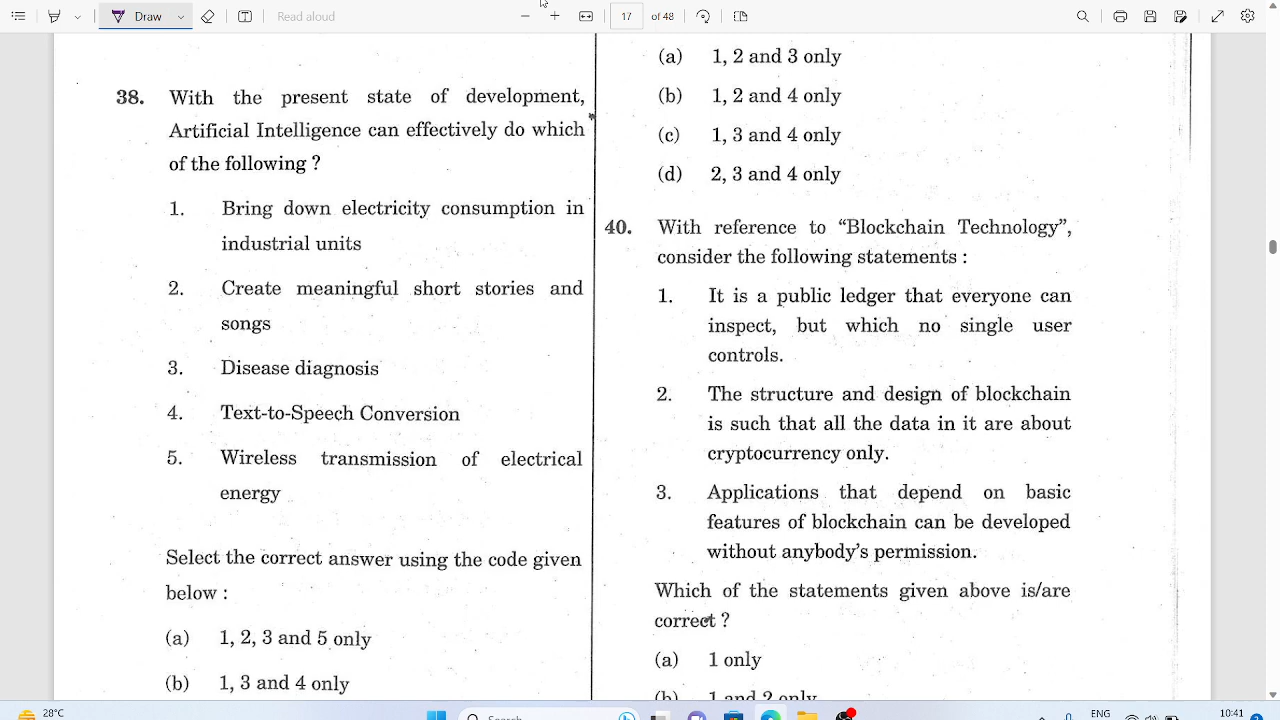 Draw
Read aloud
17
of 48
38. With the present state of development,
Artificial Intelligence can effectively do which
of the following ?
1. Bring down electricity consumption in
industrial units
2. Create meaningful short stories and
songs
3. Disease diagnosis
4. Text-to-Speech Conversion
5. Wireless transmission of electrical
energy
Select the correct answer using the code given
below :
(a) 1, 2, 3 and 5 only
(b) 1, 3 and 4 only
(a) 1, 2 and 3 only
(b) 1, 2 and 4 only
(c) 1, 3 and 4 only
(d) 2, 3 and 4 only
40. With reference to “Blockchain Technology”,
consider the following statements :
1. It is a public ledger that everyone can
inspect, but which no single user
controls.
2. The structure and design of blockchain
is such that all the data in it are about
cryptocurrency only.
3. Applications that depend on basic
features of blockchain can be developed
without anybody’s permission.
Which of the statements given above is/are
correct ?
(a) 1 only
(b) 1 and 2 only
28°C
Search
ENG
10:41